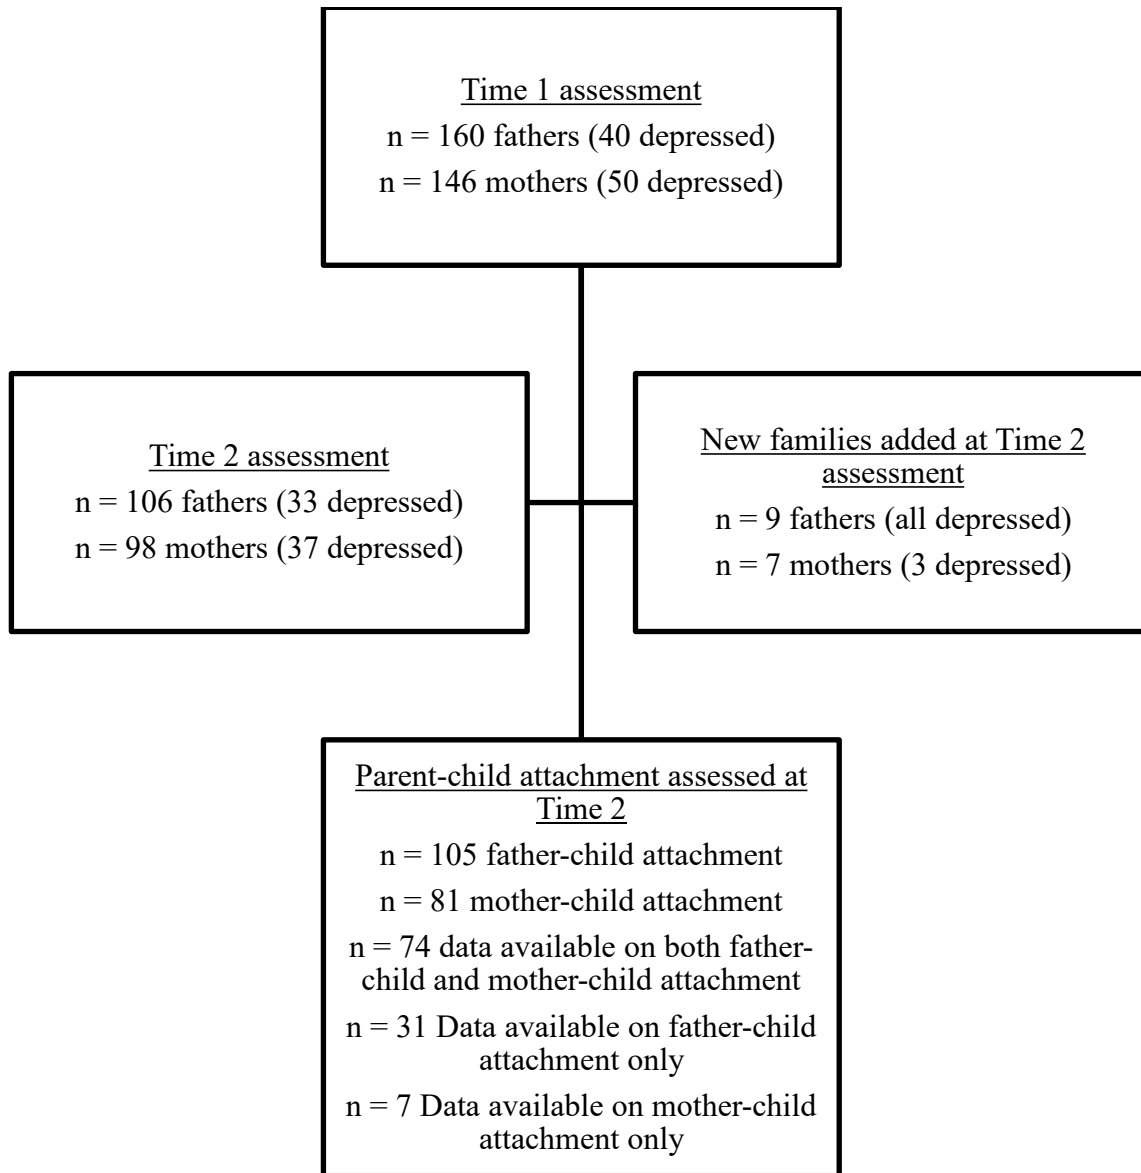 Time 1 assessment
n = 160 fathers (40 depressed)
n = 146 mothers (50 depressed)
Time 2 assessment
n = 106 fathers (33 depressed)
n = 98 mothers (37 depressed)
New families added at Time 2
assessment
n = 9 fathers (all depressed)
n = 7 mothers (3 depressed)
Parent-child attachment assessed at
Time 2
n = 105 father-child attachment
n = 81 mother-child attachment
n = 74 data available on both father-
child and mother-child attachment
n = 31 Data available on father-child
attachment only
n = 7 Data available on mother-child
attachment only